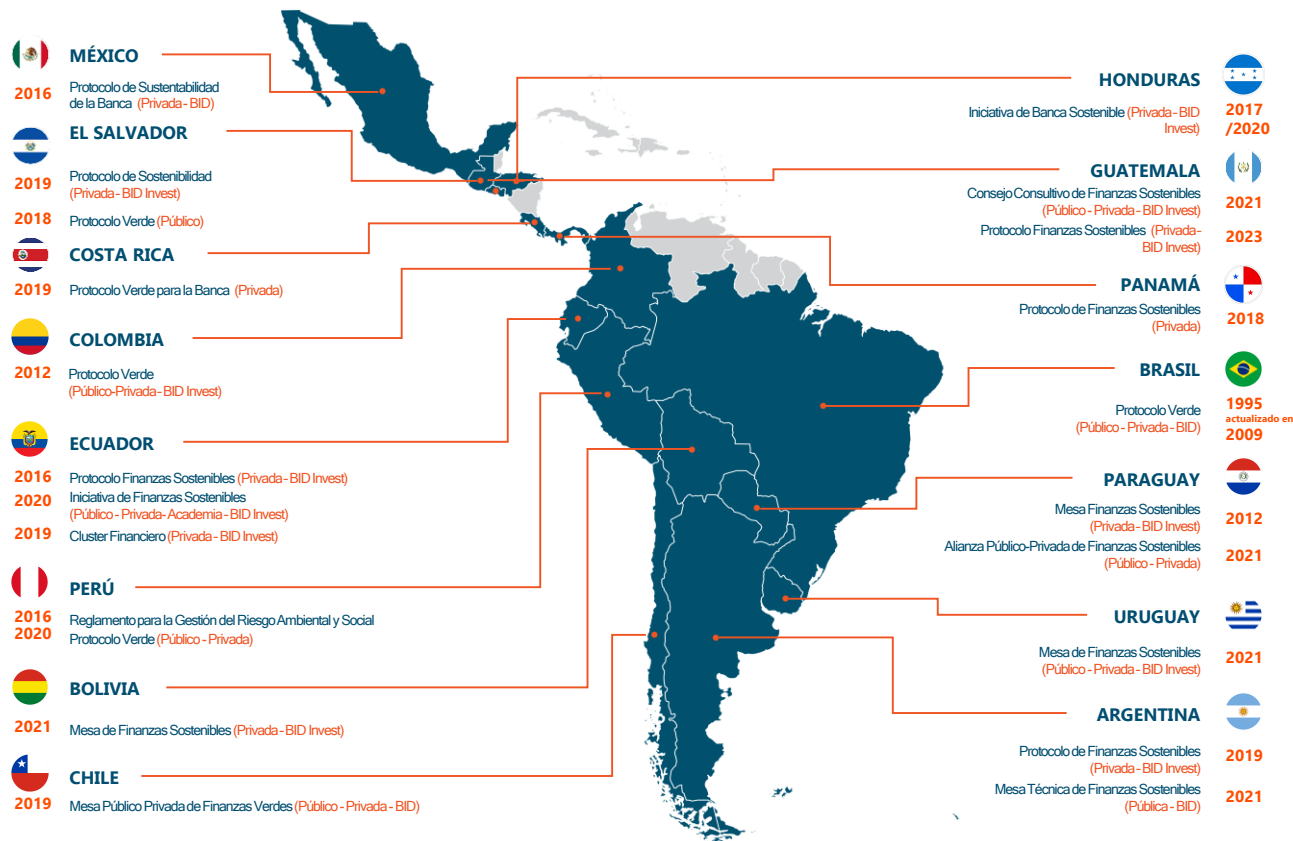 MÉXICO
2016 Protocolo de Sustentabilidad
de la Banca (Privada - BID)
EL SALVADOR
2019 Protocolo de Sostenibilidad
(Privada - BID Invest)
2018 Protocolo Verde (Público)
COSTA RICA
2019 Protocolo Verde para la Banca (Privada)
COLOMBIA
2012 Protocolo Verde
(Público-Privada- BID Invest)
ECUADOR
2016 Protocolo Finanzas Sostenibles (Privada - BID Invest)
2020 Iniciativa de Finanzas Sostenibles
(Público - Privada- Academia - BID Invest)
2019 Cluster Financiero (Privada - BID Invest)
PERÚ
2016 Reglamento para la Gestión del Riesgo Ambiental y Social
2020 Protocolo Verde (Público - Privada)
BOLIVIA
2021 Mesa de Finanzas Sostenibles (Privada - BID Invest)
CHILE
2019 Mesa Público Privada de Finanzas Verdes (Público - Privada - BID)
HONDURAS
Iniciativa de Banca Sostenible (Privada - BID 2017
Invest) /2020
GUATEMALA
Consejo Consultivo de Finanzas Sostenibles
(Público - Privada - BID Invest) 2021
Protocolo Finanzas Sostenibles (Privada-
BID Invest) 2023
PANAMÁ
Protocolo de Finanzas Sostenibles
(Privada) 2018
BRASIL
1995
Protocolo Verde actualizado en
(Público - Privada - BID) 2009
PARAGUAY
Mesa Finanzas Sostenibles
(Privada - BID Invest) 2012
Alianza Público-Privada de Finanzas Sostenibles
(Público - Privada) 2021
URUGUAY
Mesa de Finanzas Sostenibles
(Público - Privada - BID Invest) 2021
ARGENTINA
Protocolo de Finanzas Sostenibles 2019
(Privada - BID Invest)
Mesa Técnica de Finanzas Sostenibles
(Pública - BID) 2021